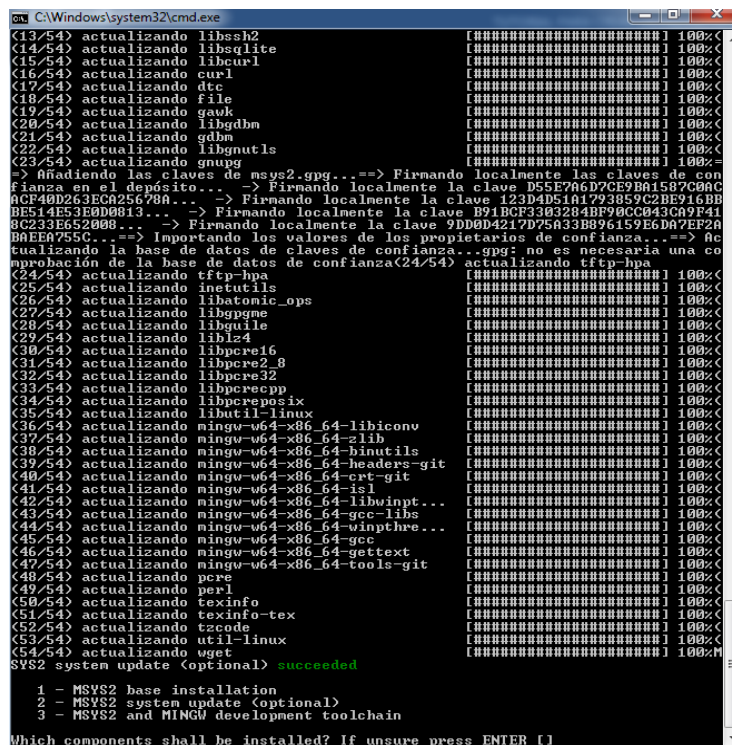 C:\Windows\system32\cmd.exe
(13/54) actualizando libssh2 [#####################] 100%(
(14/54) actualizando libsqlite [#####################] 100%(
(15/54) actualizando libcurl [#####################] 100%(
(16/54) actualizando curl [#####################] 100%(
(17/54) actualizando dtc [#####################] 100%(
(18/54) actualizando file [#####################] 100%(
(19/54) actualizando gawk [#####################] 100%(
(20/54) actualizando libgdbm [#####################] 100%(
(21/54) actualizando gdbm [#####################] 100%(
(22/54) actualizando libgnutls [#####################] 100%(
(23/54) actualizando gnupg [#####################] 100%=
=> Añadiendo las claves de msys2.gpg...==> Firmando localmente las claves de con
fianza en el depósito... -> Firmando localmente la clave D55E7A6D7CE9BA1587C0AC
ACF40D263ECA25678A... -> Firmando localmente la clave 123D4D51A1793859C2BE916BB
BE514E53E0D0813... -> Firmando localmente la clave B91BCF3303284BF90CC043CA9F41
8C233E652008... -> Firmando localmente la clave 9DD0D4217D75A33B896159E6DA7EF2A
BAEEA755C...==> Importando los valores de los propietarios de confianza...==> Ac
tualizando la base de datos de claves de confianza...gpg: no es necesaria una co
mprobación de la base de datos de confianza(24/54) actualizando tftp-hpa
(24/54) actualizando tftp-hpa [#####################] 100%(
(25/54) actualizando inetutils [#####################] 100%(
(26/54) actualizando libatomic_ops [#####################] 100%(
(27/54) actualizando libgpgme [#####################] 100%(
(28/54) actualizando libguile [#####################] 100%(
(29/54) actualizando liblz4 [#####################] 100%(
(30/54) actualizando libpcre16 [#####################] 100%(
(31/54) actualizando libpcre2_8 [#####################] 100%(
(32/54) actualizando libpcre32 [#####################] 100%(
(33/54) actualizando libpcrecpp [#####################] 100%(
(34/54) actualizando libpcreposix [#####################] 100%(
(35/54) actualizando libutil-linux [#####################] 100%(
(36/54) actualizando mingw-w64-x86_64-libiconv [#####################] 100%(
(37/54) actualizando mingw-w64-x86_64-zlib [#####################] 100%(
(38/54) actualizando mingw-w64-x86_64-binutils [#####################] 100%(
(39/54) actualizando mingw-w64-x86_64-headers-git [#####################] 100%(
(40/54) actualizando mingw-w64-x86_64-crt-git [#####################] 100%(
(41/54) actualizando mingw-w64-x86_64-isl [#####################] 100%(
(42/54) actualizando mingw-w64-x86_64-libwinpt... [#####################] 100%(
(43/54) actualizando mingw-w64-x86_64-gcc-libs [#####################] 100%(
(44/54) actualizando mingw-w64-x86_64-winpthre... [#####################] 100%(
(45/54) actualizando mingw-w64-x86_64-gcc [#####################] 100%(
(46/54) actualizando mingw-w64-x86_64-gettext [#####################] 100%(
(47/54) actualizando mingw-w64-x86_64-tools-git [#####################] 100%(
(48/54) actualizando pcre [#####################] 100%(
(49/54) actualizando perl [#####################] 100%(
(50/54) actualizando texinfo [#####################] 100%(
(51/54) actualizando texinfo-tex [#####################] 100%(
(52/54) actualizando tzcode [#####################] 100%(
(53/54) actualizando util-linux [#####################] 100%(
(54/54) actualizando wget [#####################] 100%M
SYS2 system update (optional) succeeded
1 - MSYS2 base installation
2 - MSYS2 system update (optional)
3 - MSYS2 and MINGW development toolchain
Which components shall be installed? If unsure press ENTER []